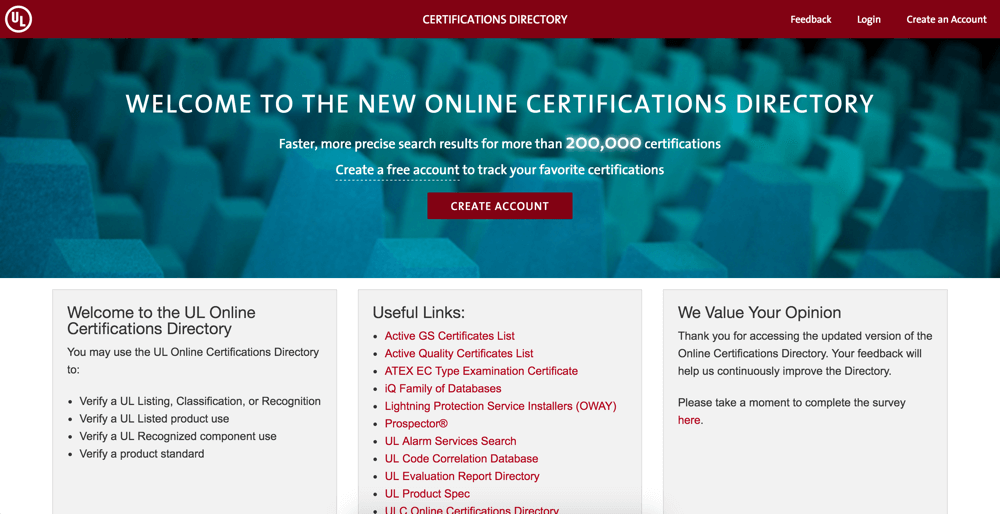 UL
CERTIFICATIONS DIRECTORY
Feedback
Login
Create an Account
WELCOME TO THE NEW ONLINE CERTIFICATIONS DIRECTORY
Faster, more precise search results for more than 200,000 certifications
Create a free account to track your favorite certifications
CREATE ACCOUNT
Welcome to the UL Online
Certifications Directory
You may use the UL Online Certifications Directory
to:
• Verify a UL Listing, Classification, or Recognition
• Verify a UL Listed product use
• Verify a UL Recognized component use
• Verify a product standard
Useful Links:
• Active GS Certificates List
• Active Quality Certificates List
• ATEX EC Type Examination Certificate
• iQ Family of Databases
• Lightning Protection Service Installers (OWAY)
• Prospector®
• UL Alarm Services Search
• UL Code Correlation Database
• UL Evaluation Report Directory
• UL Product Spec
• ULC Online Certifications Directory
We Value Your Opinion
Thank you for accessing the updated version of the
Online Certifications Directory. Your feedback will
help us continuously improve the Directory.
Please take a moment to complete the survey
here.